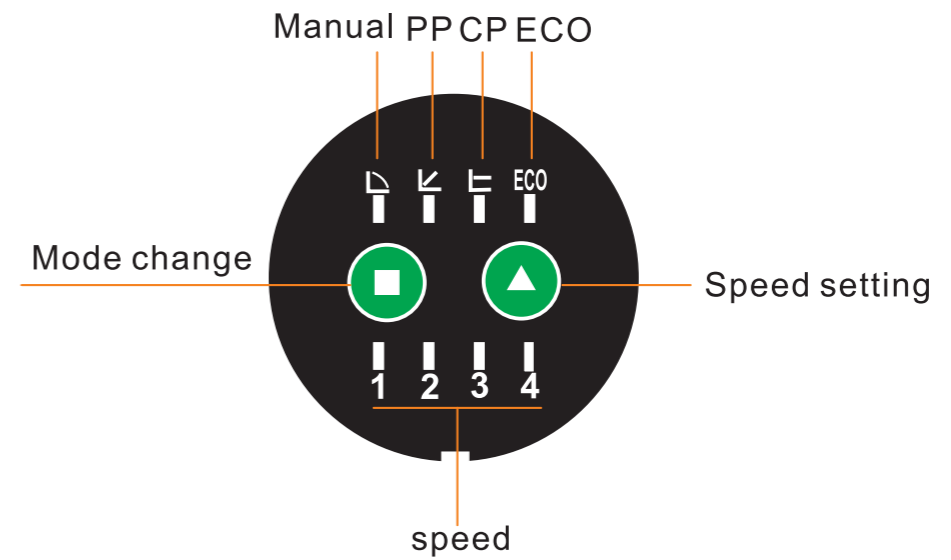 Manual PP CP ECO
ECO
Mode change
Speed setting
1 2 3 4
speed